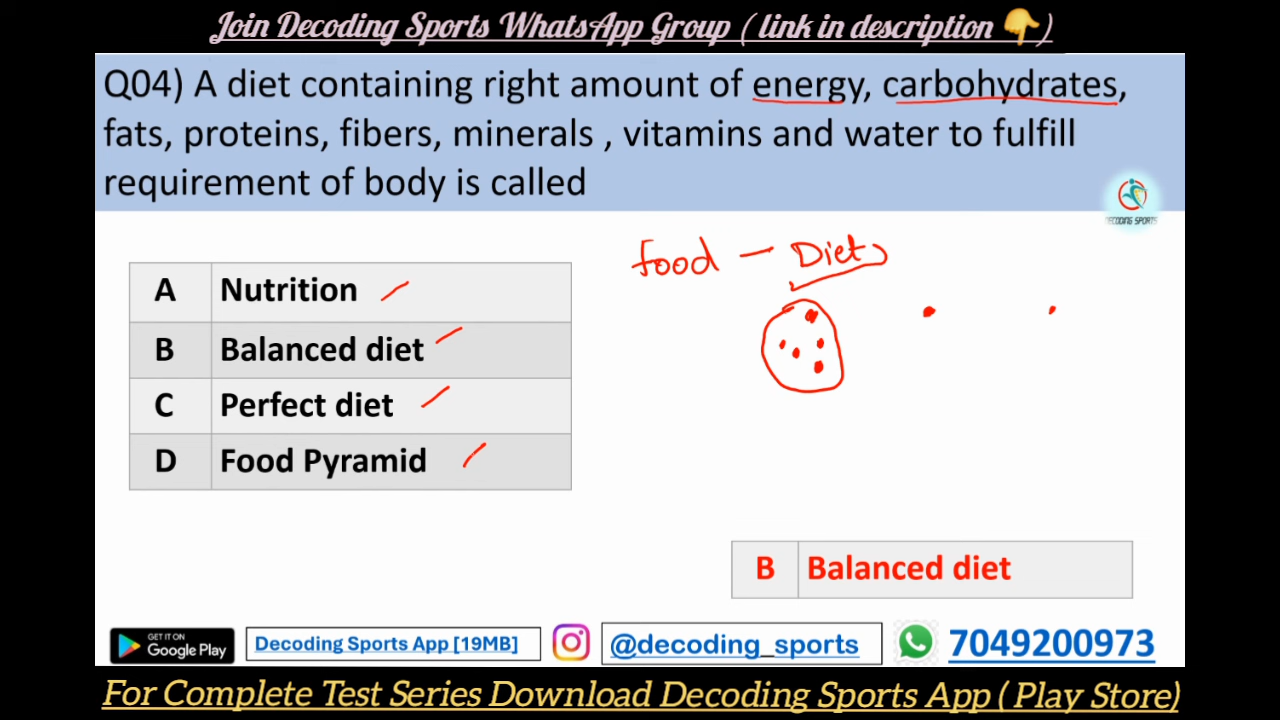 Join Decoding Sports WhatsApp Group ( link in description 👇)
Q04) A diet containing right amount of energy, carbohydrates,
fats, proteins, fibers, minerals , vitamins and water to fulfill
requirement of body is called
DECODING SPORTS
food — Diet
A Nutrition
B Balanced diet
C Perfect diet
D Food Pyramid
B Balanced diet
GET IT ON
Google Play
Decoding Sports App [19MB]
@decoding_sports
7049200973
For Complete Test Series Download Decoding Sports App ( Play Store)